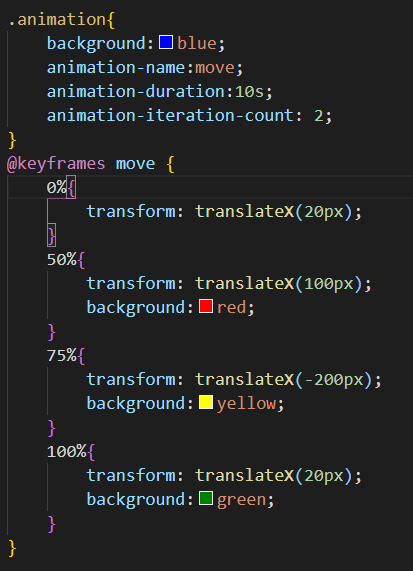 .animation{
    background:blue;
    animation-name:move;
    animation-duration:10s;
    animation-iteration-count: 2;
}
@keyframes move {
    0%{
        transform: translateX(20px);
    }
    50%{
        transform: translateX(100px);
        background:red;
    }
    75%{
        transform: translateX(-200px);
        background:yellow;
    }
    100%{
        transform: translateX(20px);
        background:green;
    }
}